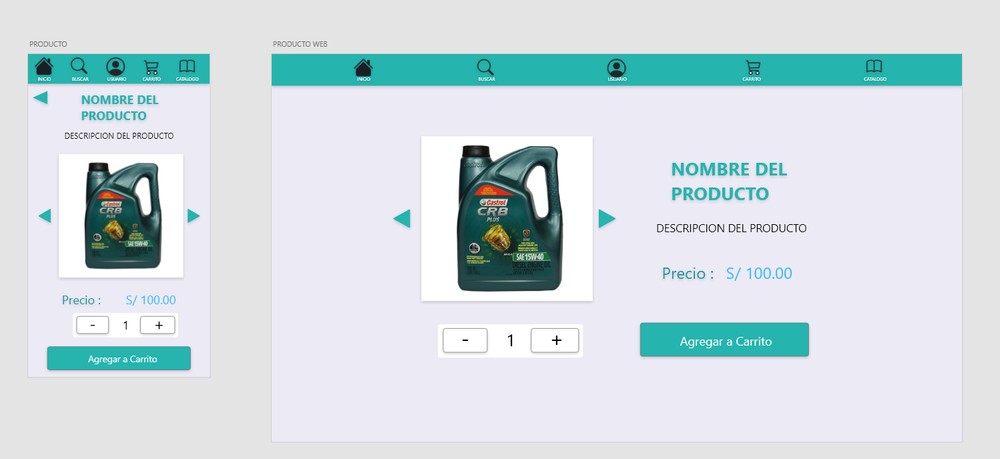 PRODUCTO
INICIO
BUSCAR
USUARIO
CARRITO
CATALOGO
NOMBRE DEL
PRODUCTO
DESCRIPCION DEL PRODUCTO
Castrol
CRB
PLUS
SAE 15W-40
Precio : S/ 100.00
- 1 +
Agregar a Carrito
PRODUCTO WEB
INICIO
BUSCAR
USUARIO
CARRITO
CATALOGO
Castrol
Castrol
CRB
PLUS
SAE 15W-40
DIESEL ENGINE OIL
NOMBRE DEL
PRODUCTO
DESCRIPCION DEL PRODUCTO
Precio : S/ 100.00
- 1 +
Agregar a Carrito